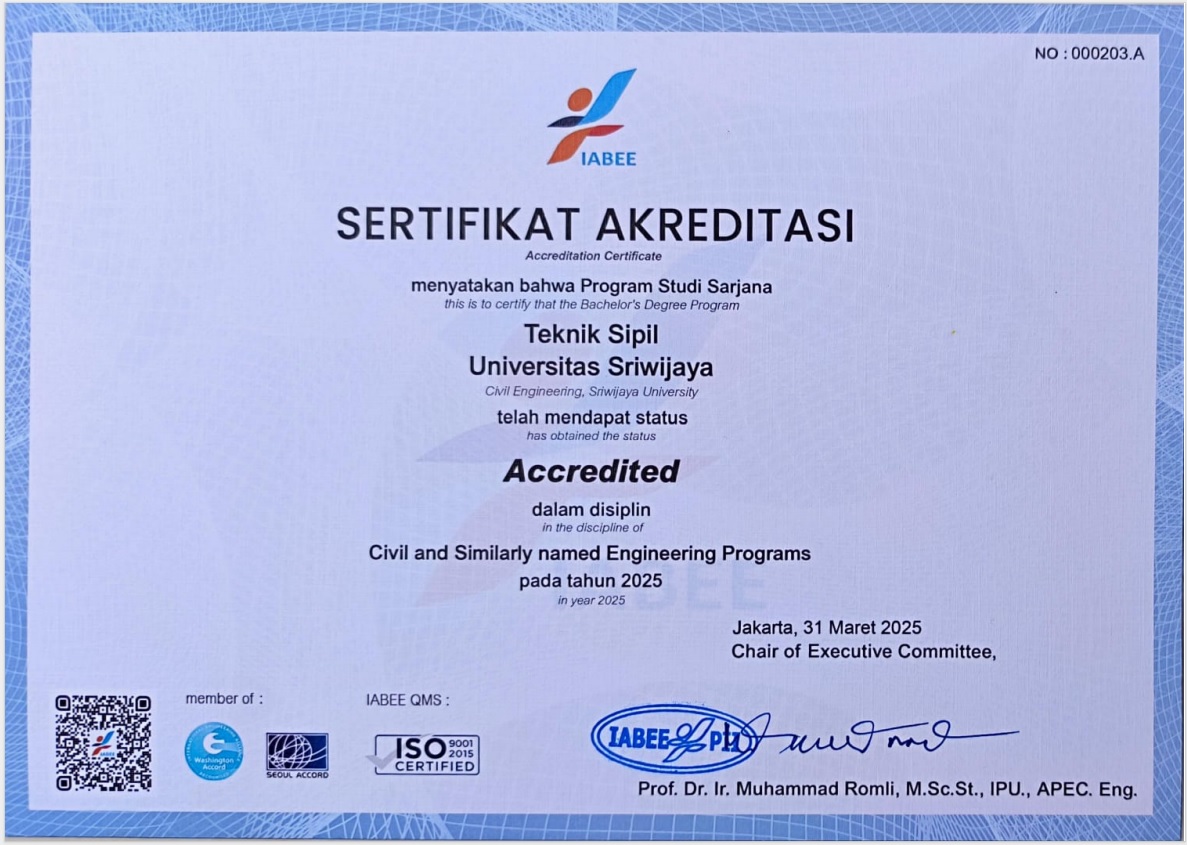 NO : 000203.A
IABEE
SERTIFIKAT AKREDITASI
Accreditation Certificate
menyatakan bahwa Program Studi Sarjana
this is to certify that the Bachelor's Degree Program
Teknik Sipil
Universitas Sriwijaya
Civil Engineering, Sriwijaya University
telah mendapat status
has obtained the status
Accredited
dalam disiplin
in the discipline of
Civil and Similarly named Engineering Programs
pada tahun 2025
in year 2025
IABEE
Jakarta, 31 Maret 2025
Chair of Executive Committee,
member of :
IABEE QMS :
Washington
Accord
SEOUL ACCORD
ISO 9001
2015
CERTIFIED
IABEE PII
Prof. Dr. Ir. Muhammad Romli, M.Sc.St., IPU., APEC. Eng.